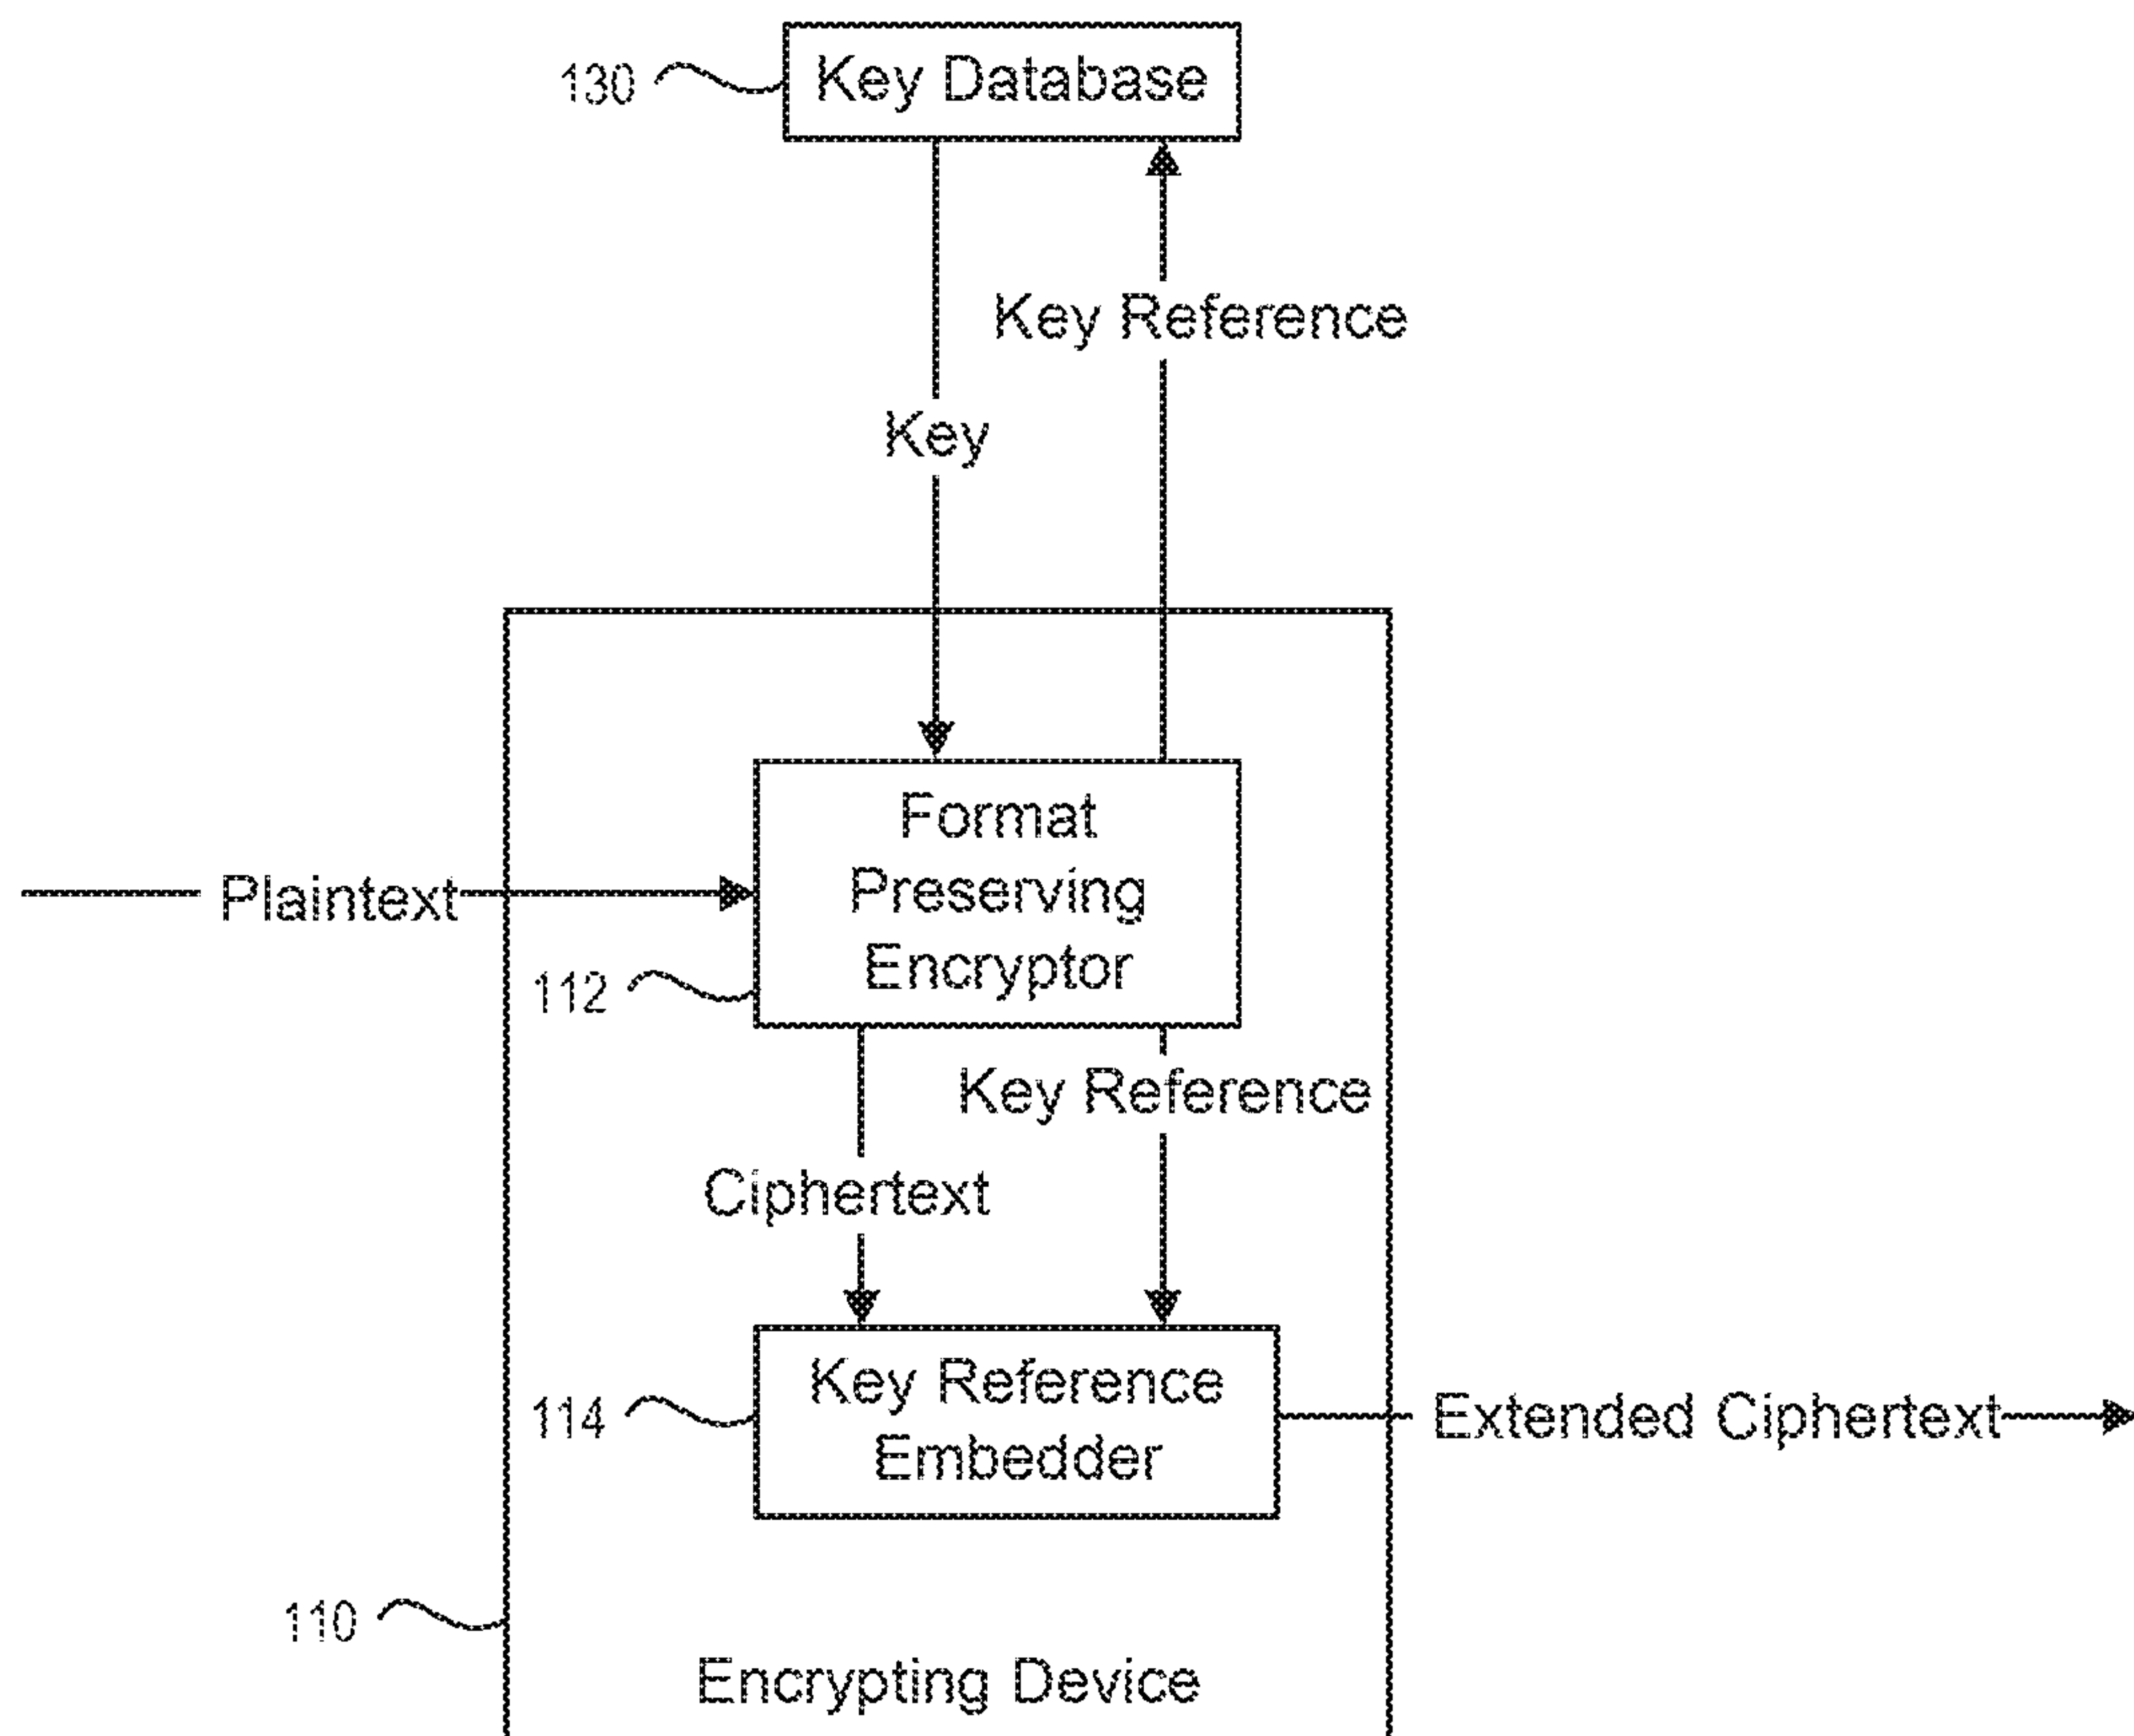 130
Key Database
Key Reference
Key
Plaintext
Format
Preserving
Encryptor
112
Key Reference
Ciphertext
114
Key Reference
Embedder
Extended Ciphertext
110
Encrypting Device